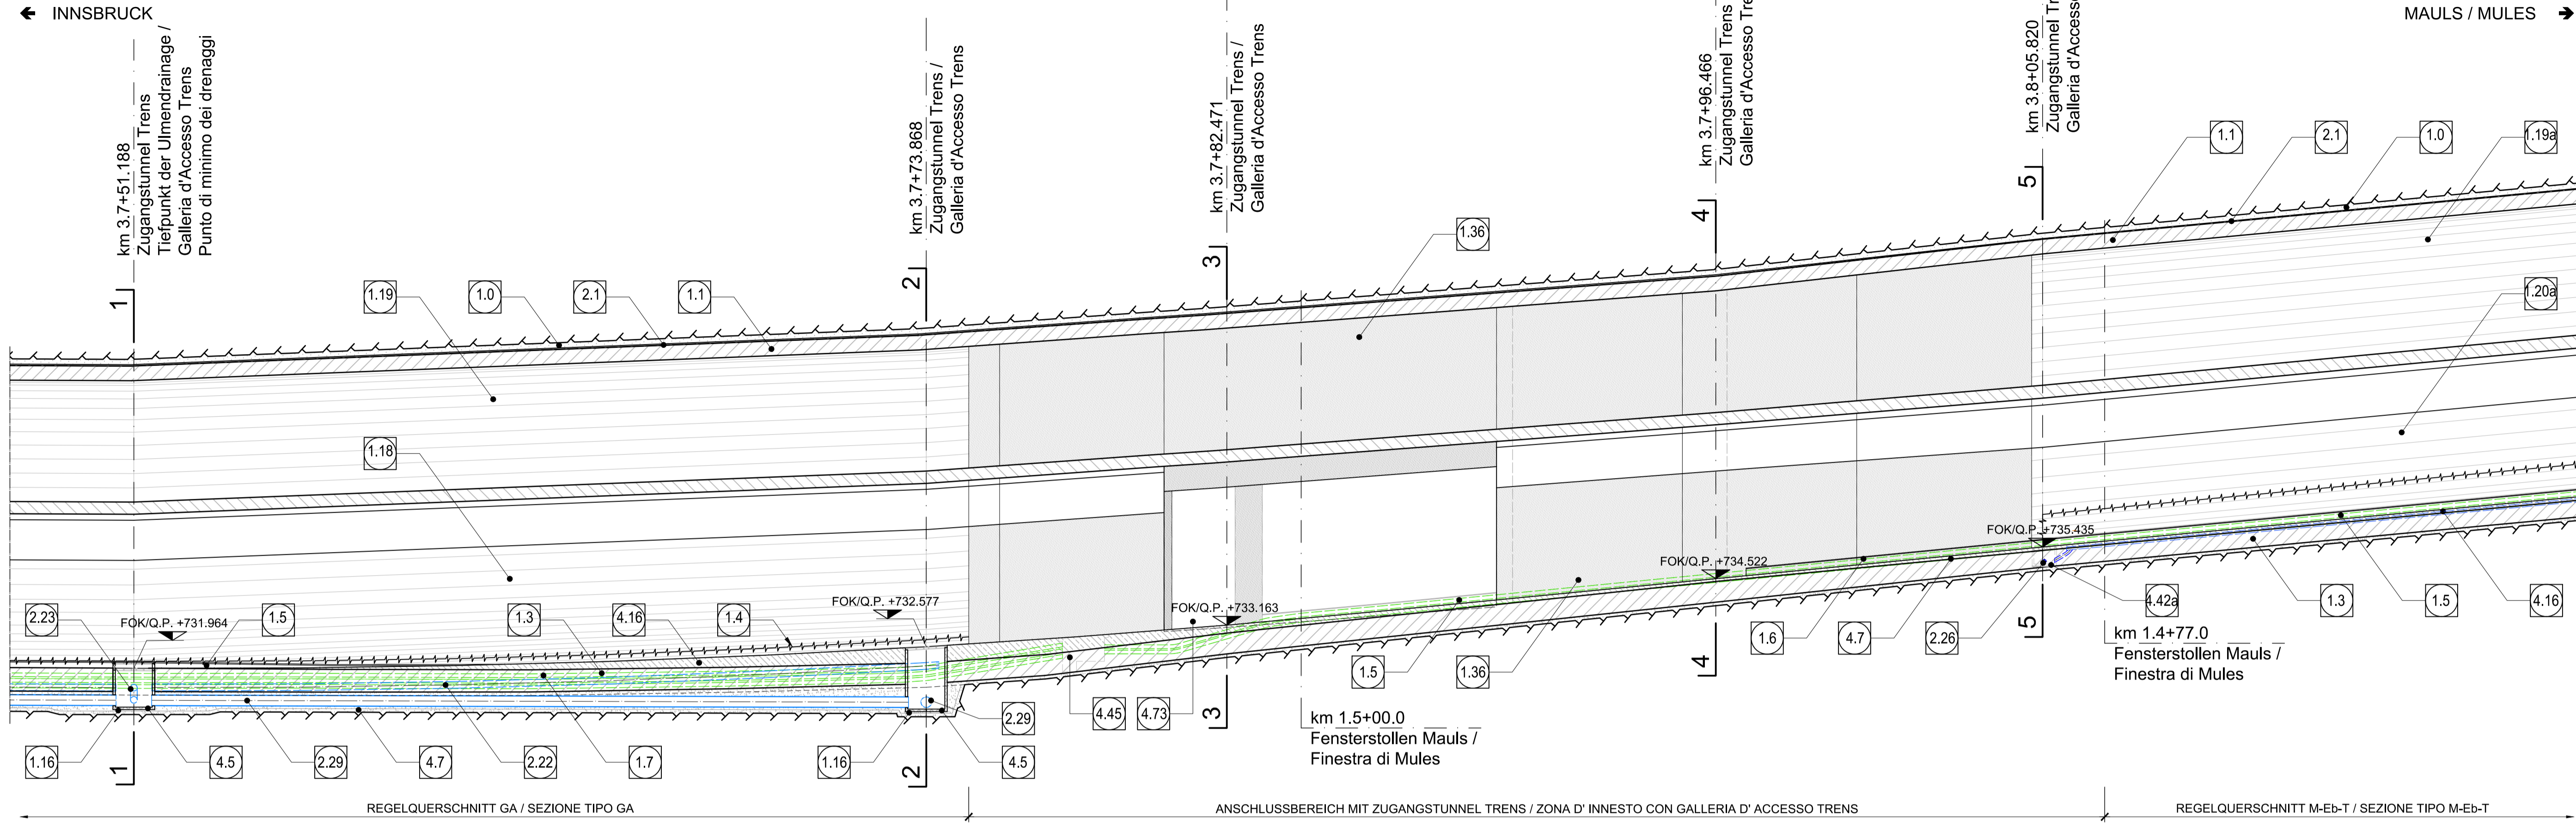 INNSBRUCK
MAULS / MULES
km 3.7+51.188
Zugangstunnel Trens
Tiefpunkt der Ulmendrainage /
Galleria d'Accesso Trens
Punto di minimo dei drenaggi
km 3.7+73.868
Zugangstunnel Trens /
Galleria d'Accesso Trens
km 3.7+82.471
Zugangstunnel Trens /
Galleria d'Accesso Trens
km 3.7+96.466
Zugangstunnel Trens
Galleria d'Accesso Tre
km 3.8+05.820
Zugangstunnel Tr
Galleria d'Access
1.1
2.1
1.0
1.19a
5
4
3
2
1
1.36
1.19
1.0
2.1
1.1
1.20a
1.18
2.23
FOK/Q.P. +731.964
1.5
1.3
4.16
1.4
FOK/Q.P. +732.577
FOK/Q.P. +733.163
FOK/Q.P. +734.522
FOK/Q.P. +735.435
1.6
4.7
2.26
5
4.42a
1.3
1.5
4.16
km 1.4+77.0
Fensterstollen Mauls /
Finestra di Mules
1.5
1.36
4
2.29
4.45
4.73
3
km 1.5+00.0
Fensterstollen Mauls /
Finestra di Mules
1.16
1
4.5
2.29
4.7
2.22
1.7
1.16
2
4.5
REGELQUERSCHNITT GA / SEZIONE TIPO GA
ANSCHLUSSBEREICH MIT ZUGANGSTUNNEL TRENS / ZONA D' INNESTO CON GALLERIA D' ACCESSO TRENS
REGELQUERSCHNITT M-Eb-T / SEZIONE TIPO M-Eb-T